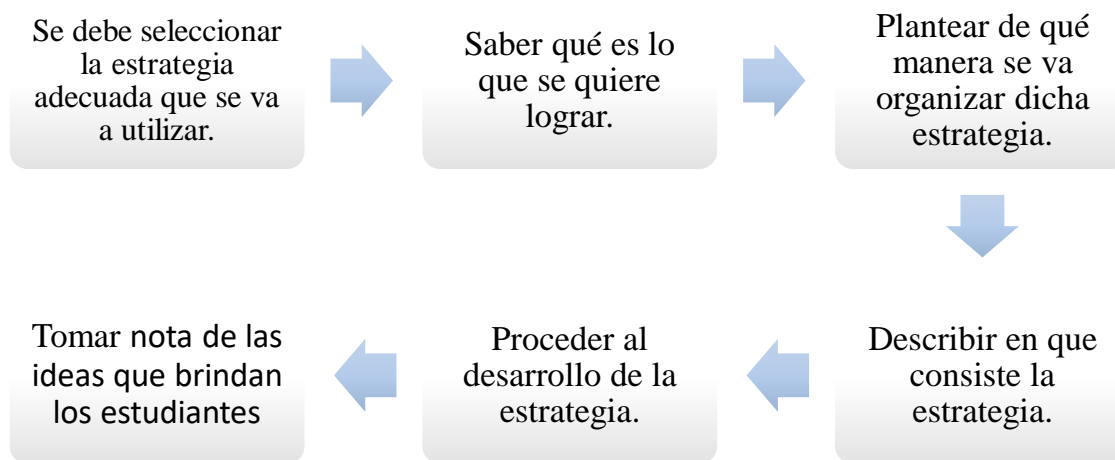 Se debe seleccionar
la estrategia
adecuada que se va
a utilizar.
Saber qué es lo
que se quiere
lograr.
Plantear de qué
manera se va
organizar dicha
estrategia.
Describir en que
consiste la
estrategia.
Proceder al
desarrollo de la
estrategia.
Tomar nota de las
ideas que brindan
los estudiantes